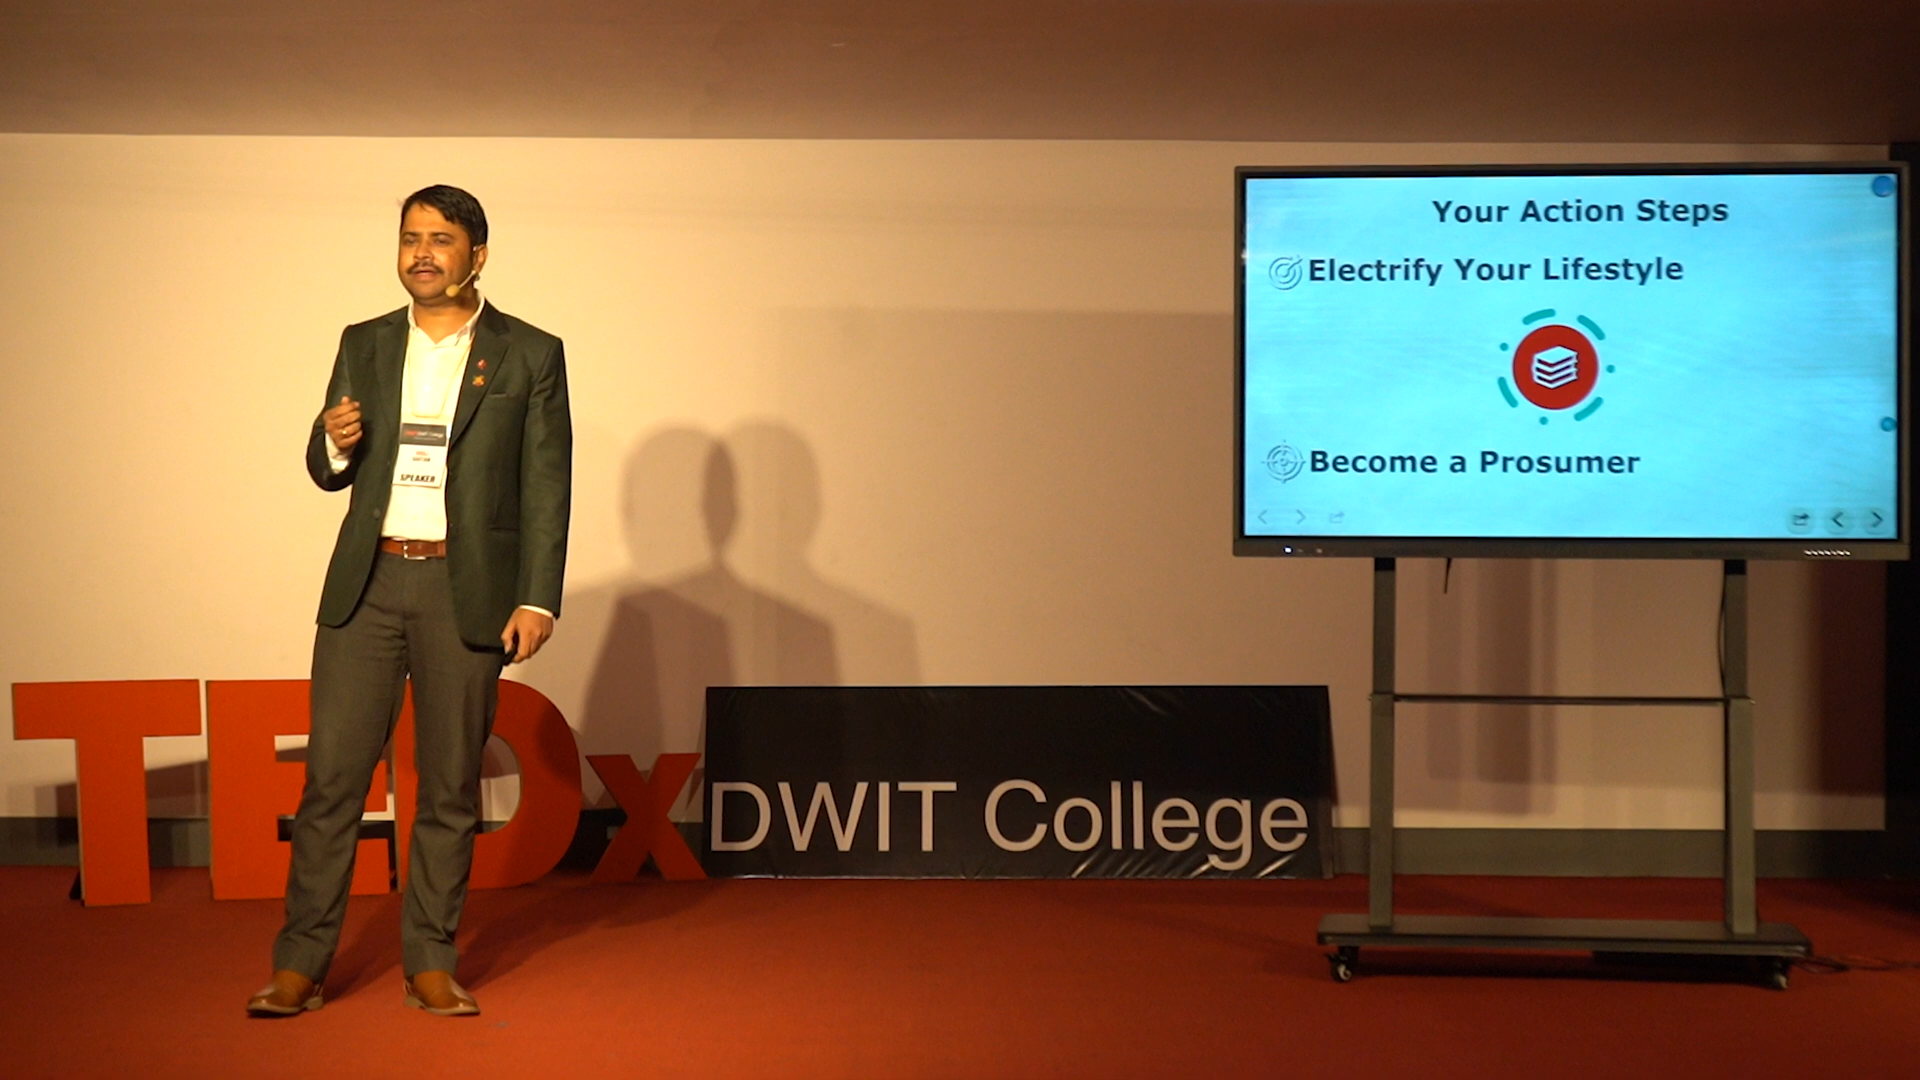 Your Action Steps
Electrify Your Lifestyle
Become a Prosumer
SPEAKER
TEDx
DWIT College